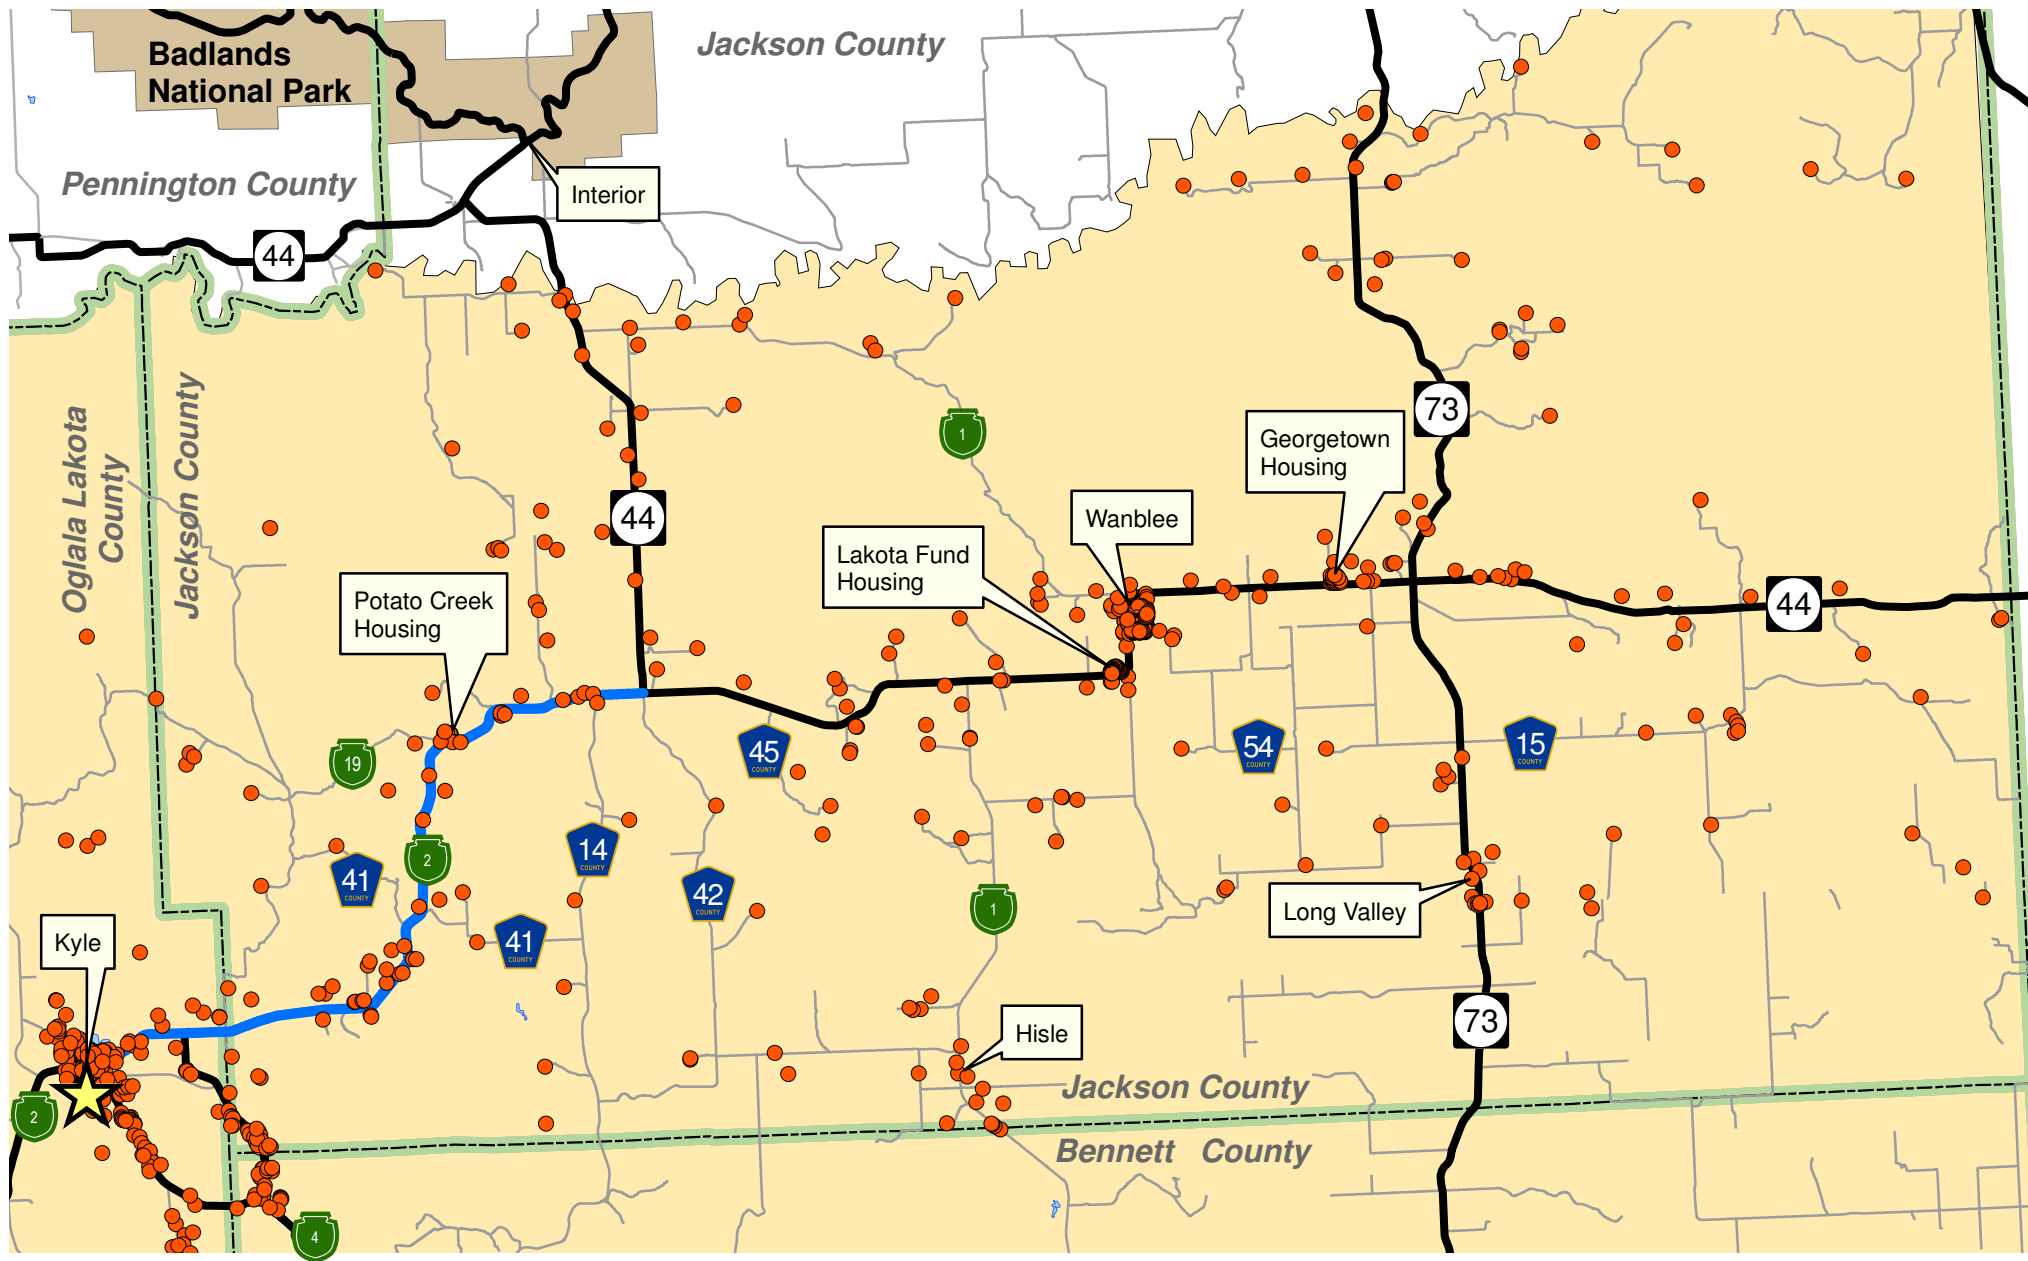 Badlands
National Park
Jackson County
Pennington County
Interior
44
Oglala Lakota
County
Jackson County
1
73
Georgetown
Housing
44
Wanblee
Lakota Fund
Housing
Potato Creek
Housing
44
19
45
COUNTY
54
COUNTY
15
COUNTY
2
14
COUNTY
41
COUNTY
42
COUNTY
1
Long Valley
Kyle
41
COUNTY
73
Hisle
Jackson County
2
Bennett County
4